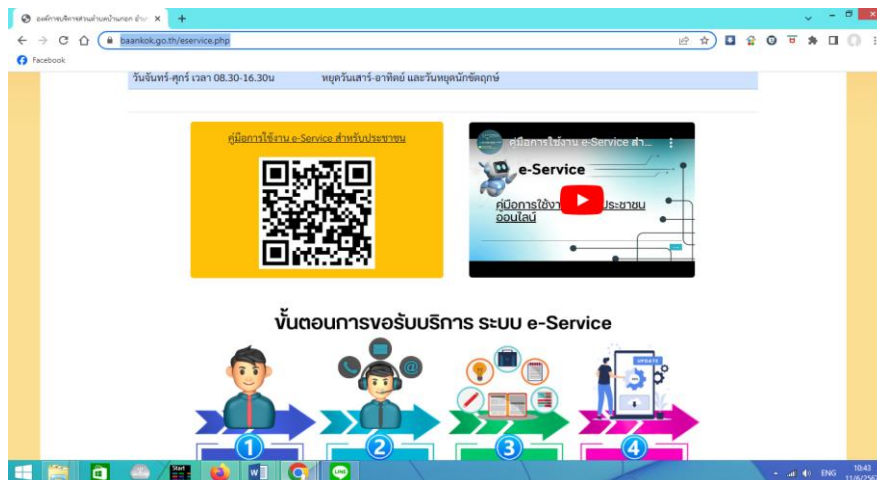 องค์การบริหารส่วนตำบลบ้านกอก อำเ
baankok.go.th/eservice.php
Facebook
วันจันทร์-ศุกร์ เวลา 08.30-16.30น หยุดวันเสาร์-อาทิตย์ และวันหยุดนักขัตฤกษ์
คู่มือการใช้งาน e-Service สำหรับประชาชน
คู่มือการใช้งาน e-Service สำ...
e-Service
คู่มือการใช้งา ประชาชน
ออนไลน์
ขั้นตอนการขอรับบริการ ระบบ e-Service
UPDATE
1 2 3 4
Start
ENG
10:43
11/6/256